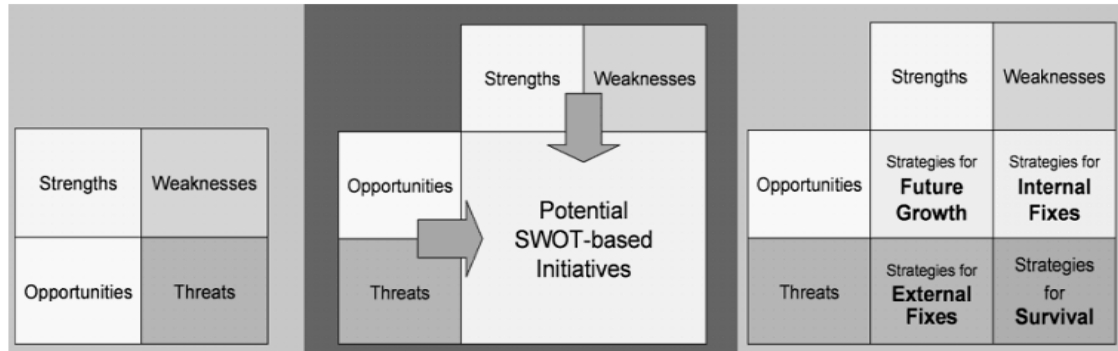 Strengths
Weaknesses
Opportunities
Threats
Strengths
Weaknesses
Opportunities
Threats
Potential
SWOT-based
Initiatives
Strengths
Weaknesses
Opportunities
Strategies for
Future
Growth
Strategies for
Internal
Fixes
Threats
Strategies for
External
Fixes
Strategies
for
Survival